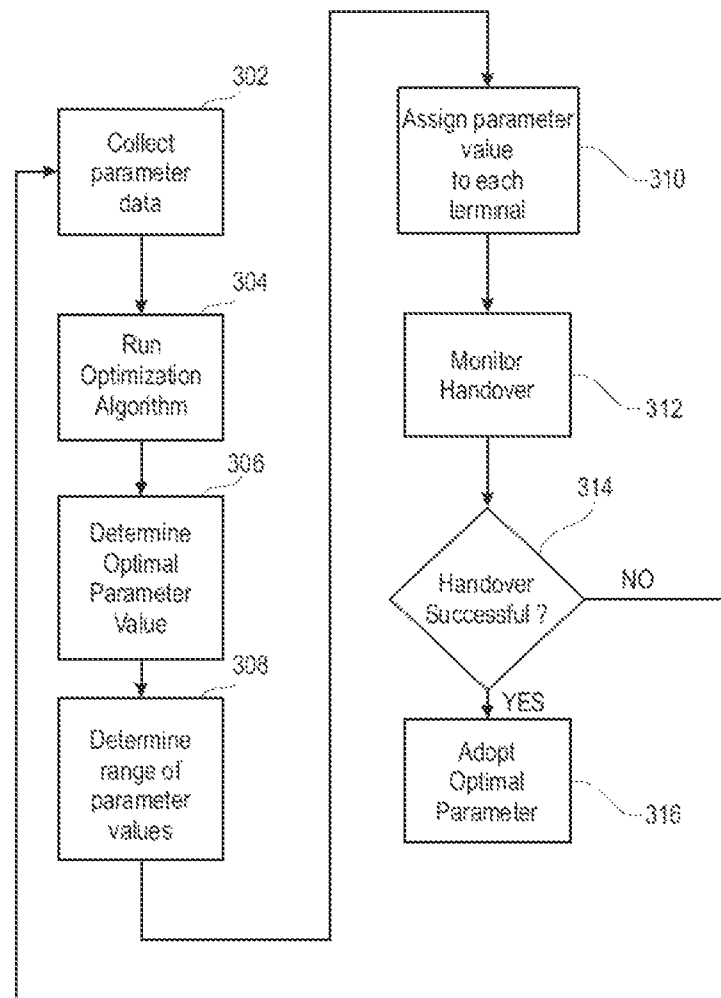 302
Collect
parameter
data
304
Run
Optimization
Algorithm
306
Determine
Optimal
Parameter
Value
308
Determine
range of
parameter
values
Assign parameter
value
to each
terminal
310
Monitor
Handover
312
314
Handover
Successful ?
NO
YES
Adopt
Optimal
Parameter
316